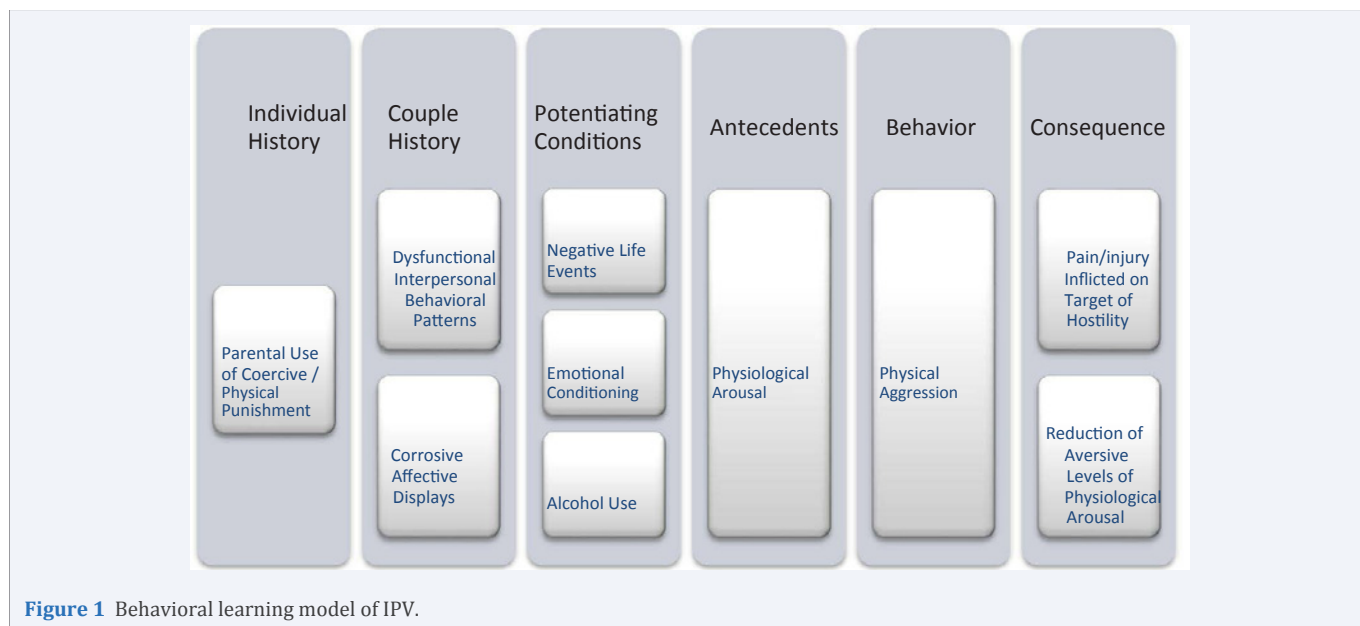 Individual
History
Parental Use
of Coercive /
Physical
Punishment
Couple
History
Dysfunctional
Interpersonal
Behavioral
Patterns
Corrosive
Affective
Displays
Potentiating
Conditions
Negative Life
Events
Emotional
Conditioning
Alcohol Use
Antecedents
Physiological
Arousal
Behavior
Physical
Aggression
Consequence
Pain/injury
Inflicted on
Target of
Hostility
Reduction of
Aversive
Levels of
Physiological
Arousal
Figure 1 Behavioral learning model of IPV.